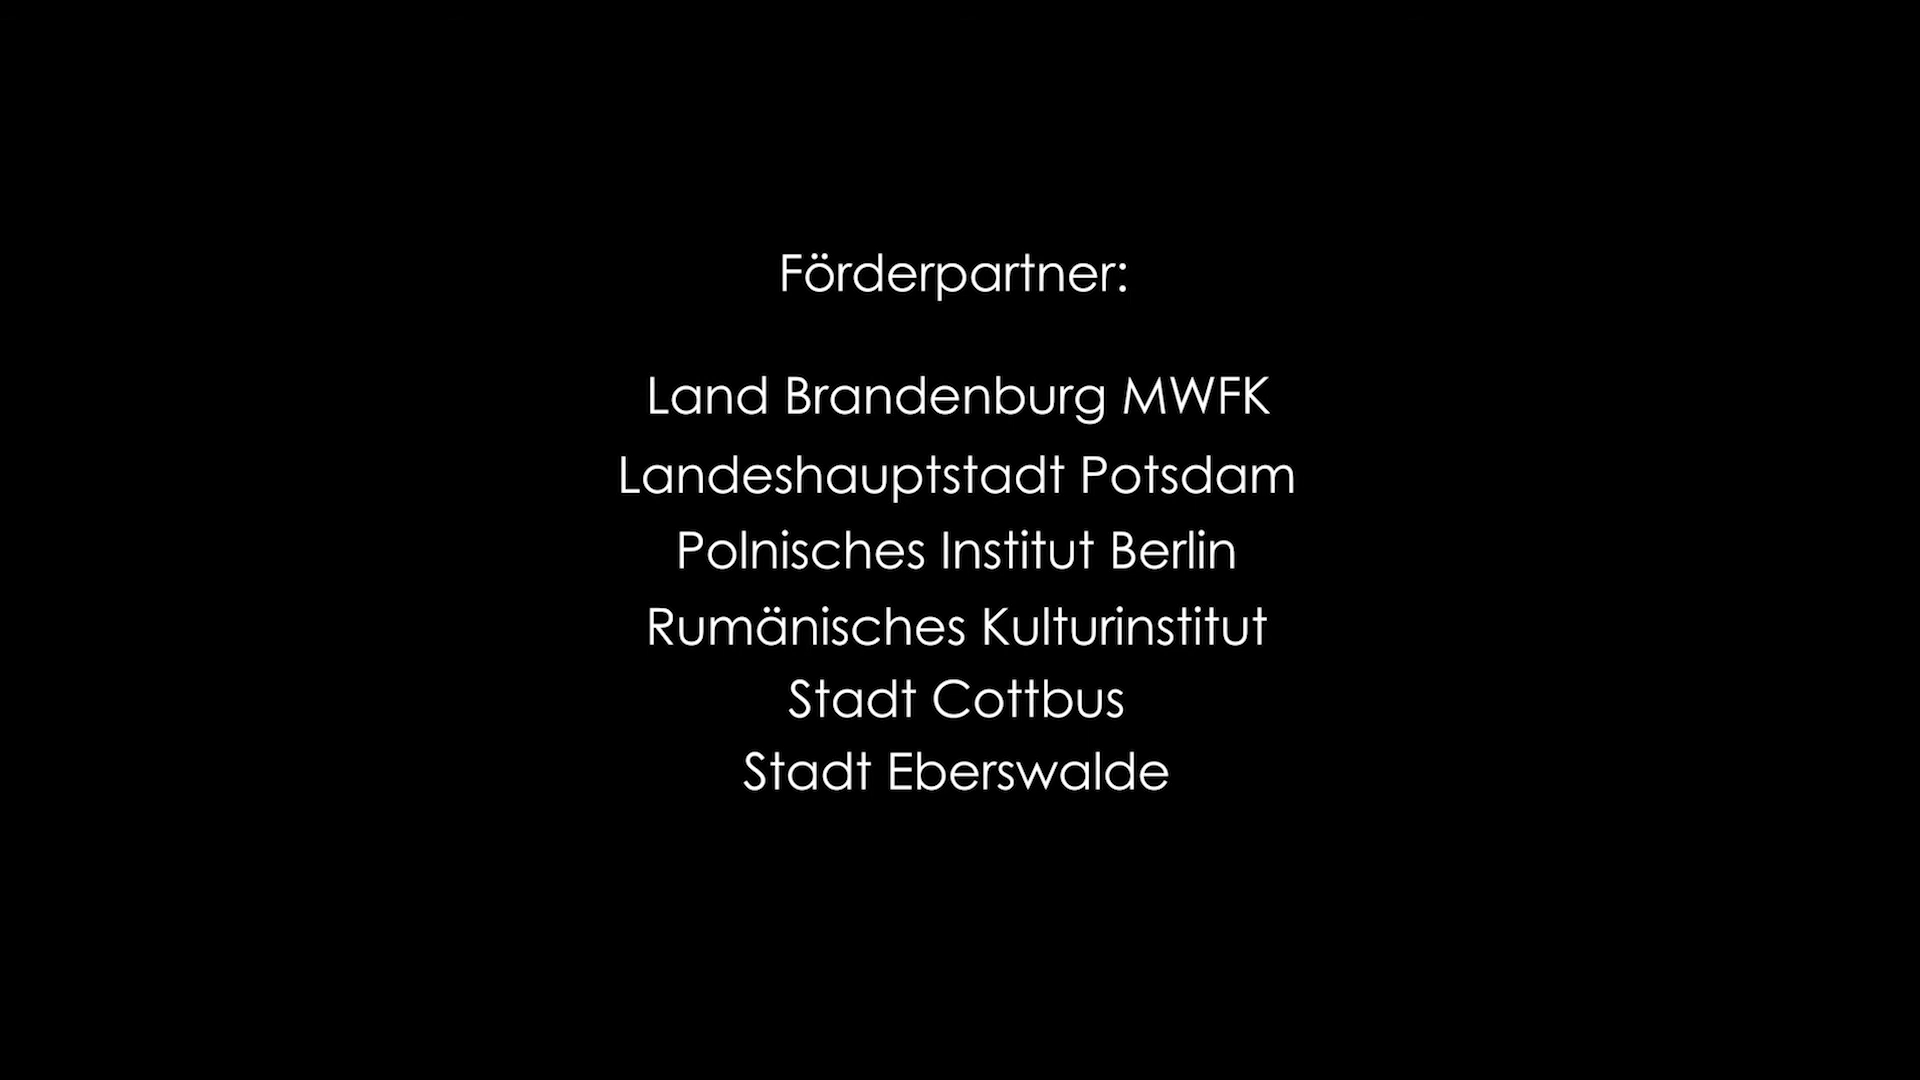 Förderpartner:
Land Brandenburg MWFK
Landeshauptstadt Potsdam
Polnisches Institut Berlin
Rumänisches Kulturinstitut
Stadt Cottbus
Stadt Eberswalde